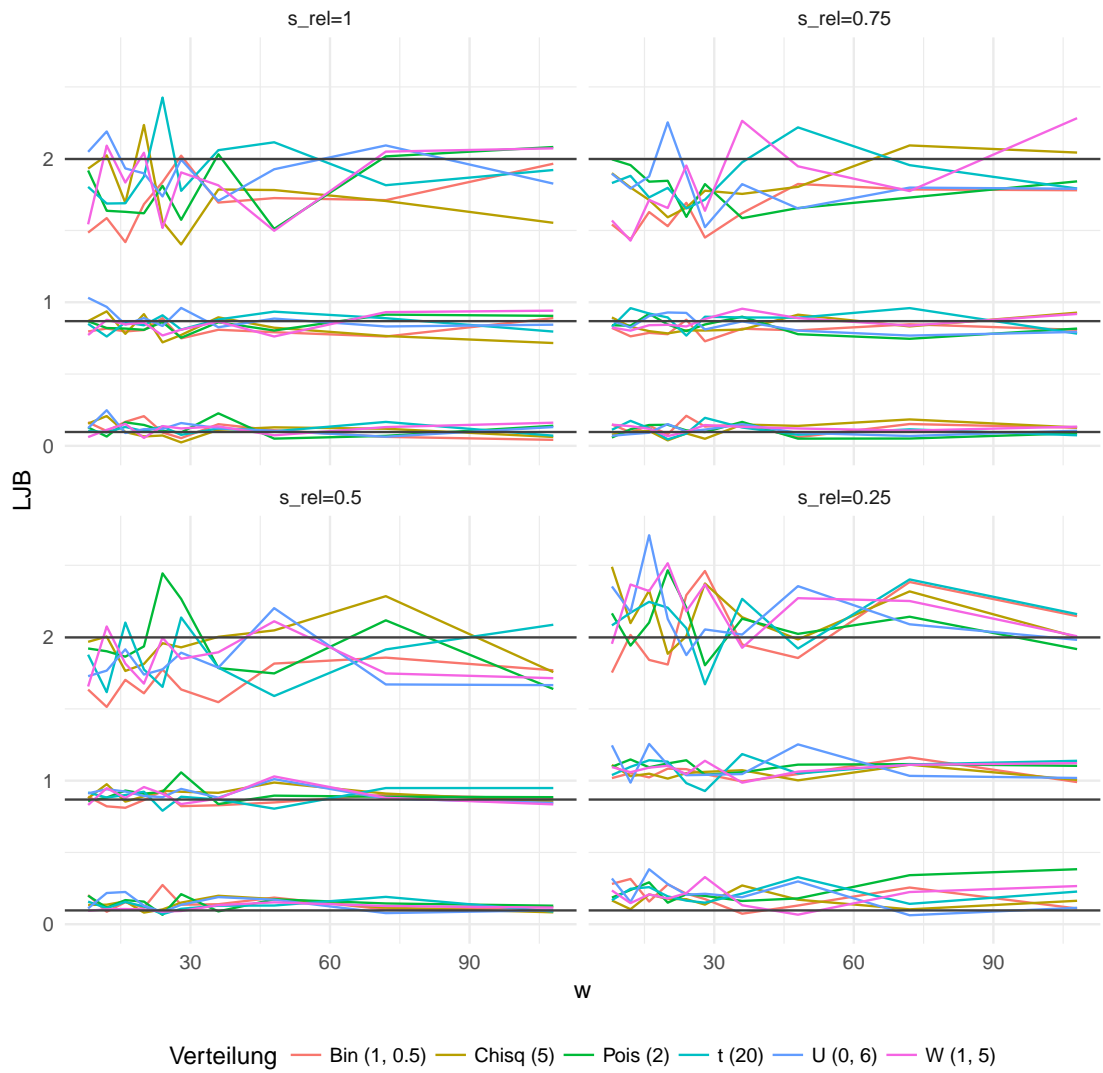 s_rel=1 s_rel=0.75
2
1
0
LJB
s_rel=0.5 s_rel=0.25
2
1
0
30 60 90 30 60 90
w
Verteilung Bin (1, 0.5) Chisq (5) Pois (2) t (20) U (0, 6) W (1, 5)